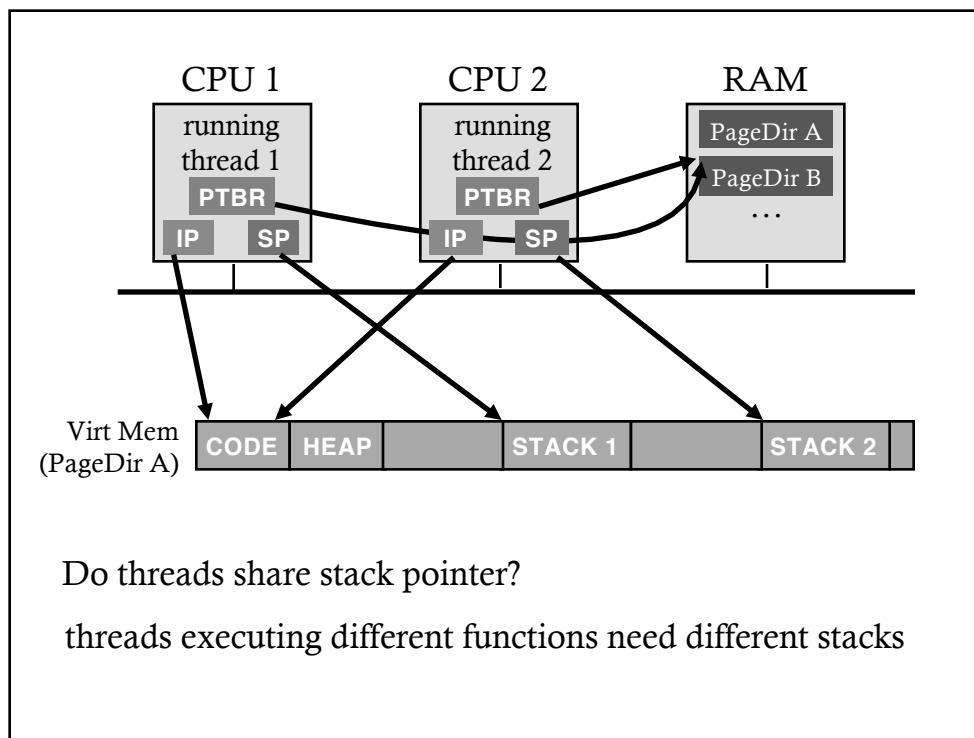 CPU 1
CPU 2
RAM
running
thread 1
PTBR
IP
SP
running
thread 2
PTBR
IP
SP
PageDir A
PageDir B
...
Virt Mem
(PageDir A)
CODE
HEAP
STACK 1
STACK 2
Do threads share stack pointer?
threads executing different functions need different stacks